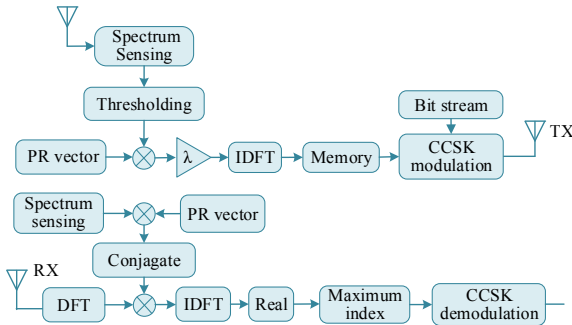 Spectrum
Sensing
Thresholding
Bit stream
TX
PR vector
λ
IDFT
Memory
CCSK
modulation
Spectrum
sensing
PR vector
Conjugate
RX
DFT
IDFT
Real
Maximum
index
CCSK
demodulation